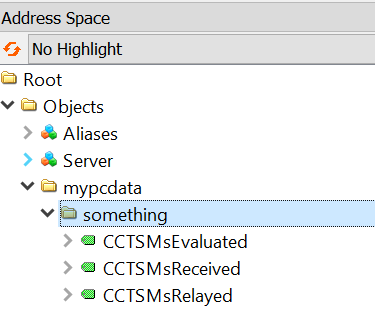 Address Space
No Highlight
Root
Objects
Aliases
Server
mypcdata
something
CCTSMsEvaluated
CCTSMsReceived
CCTSMsRelayed